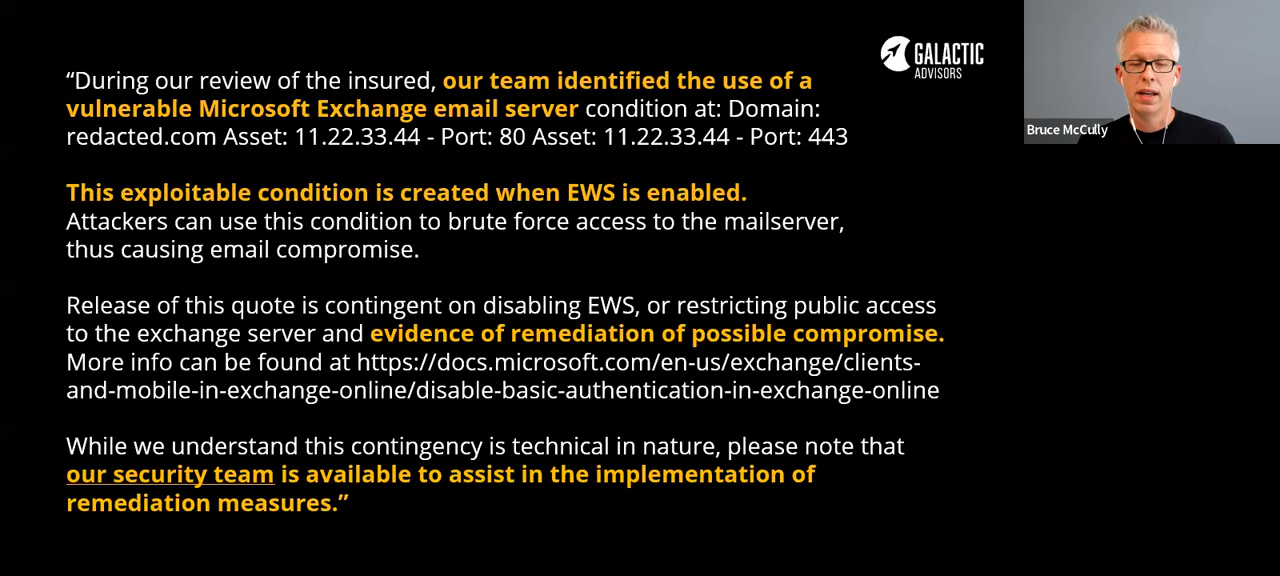 GALACTIC
ADVISORS
Bruce McCully
“During our review of the insured, our team identified the use of a
vulnerable Microsoft Exchange email server condition at: Domain:
redacted.com Asset: 11.22.33.44 - Port: 80 Asset: 11.22.33.44 - Port: 443
This exploitable condition is created when EWS is enabled.
Attackers can use this condition to brute force access to the mailserver,
thus causing email compromise.
Release of this quote is contingent on disabling EWS, or restricting public access
to the exchange server and evidence of remediation of possible compromise.
More info can be found at https://docs.microsoft.com/en-us/exchange/clients-
and-mobile-in-exchange-online/disable-basic-authentication-in-exchange-online
While we understand this contingency is technical in nature, please note that
our security team is available to assist in the implementation of
remediation measures.”